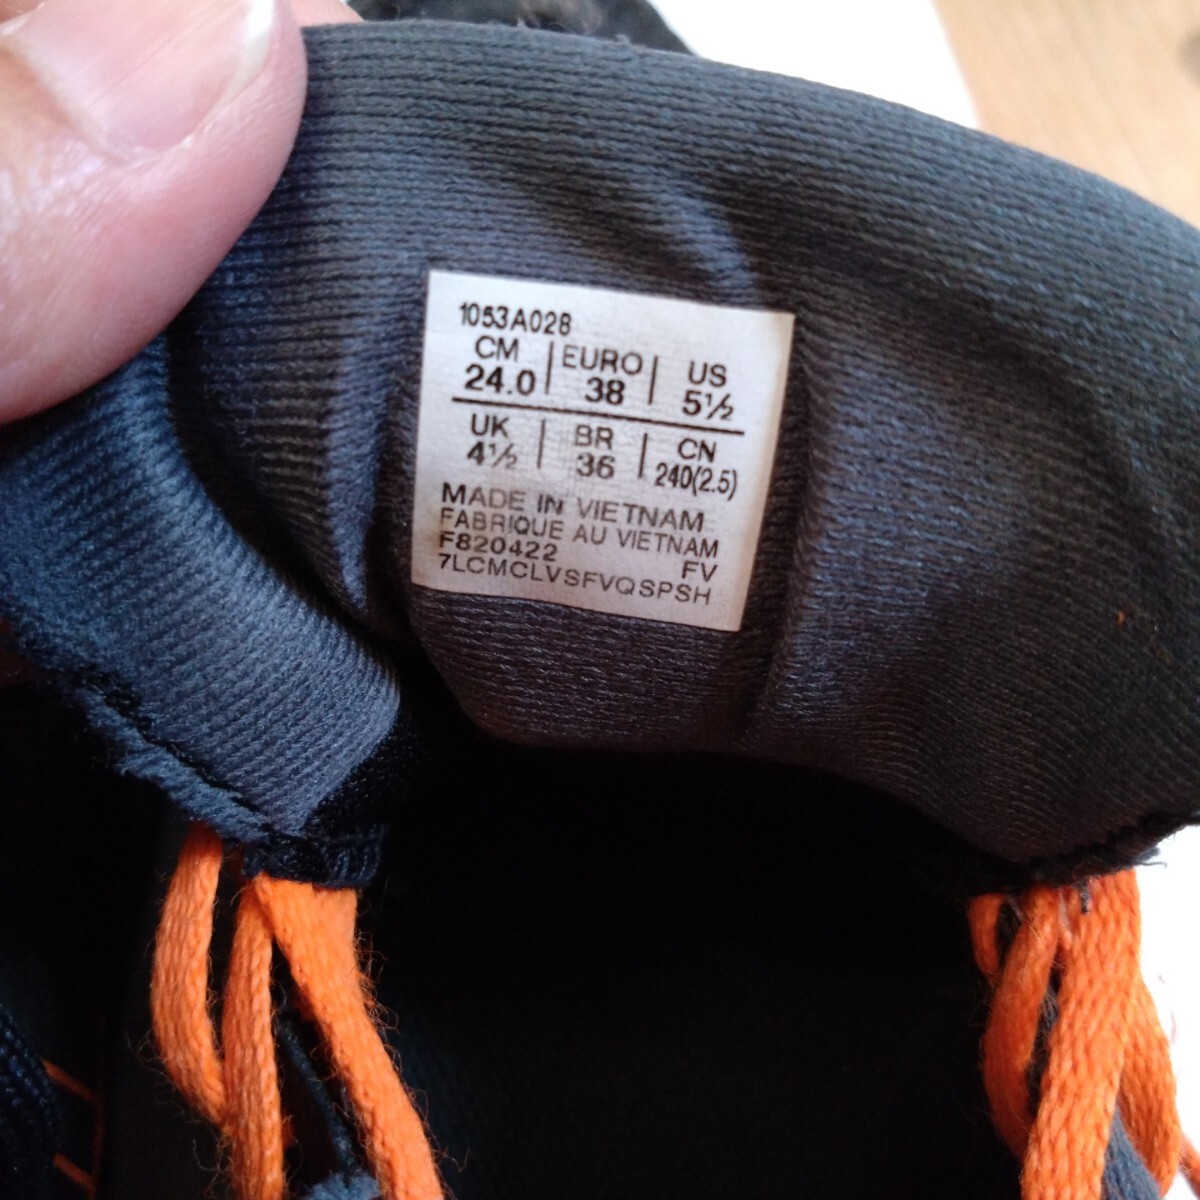 1053A028
CM | EURO | US
24.0 | 38 | 5½
UK | BR | CN
4½ | 36 | 240(2.5)
MADE IN VIETNAM
FABRIQUE AU VIETNAM
F820422 FV
7LCMCLVSFVQSPSH